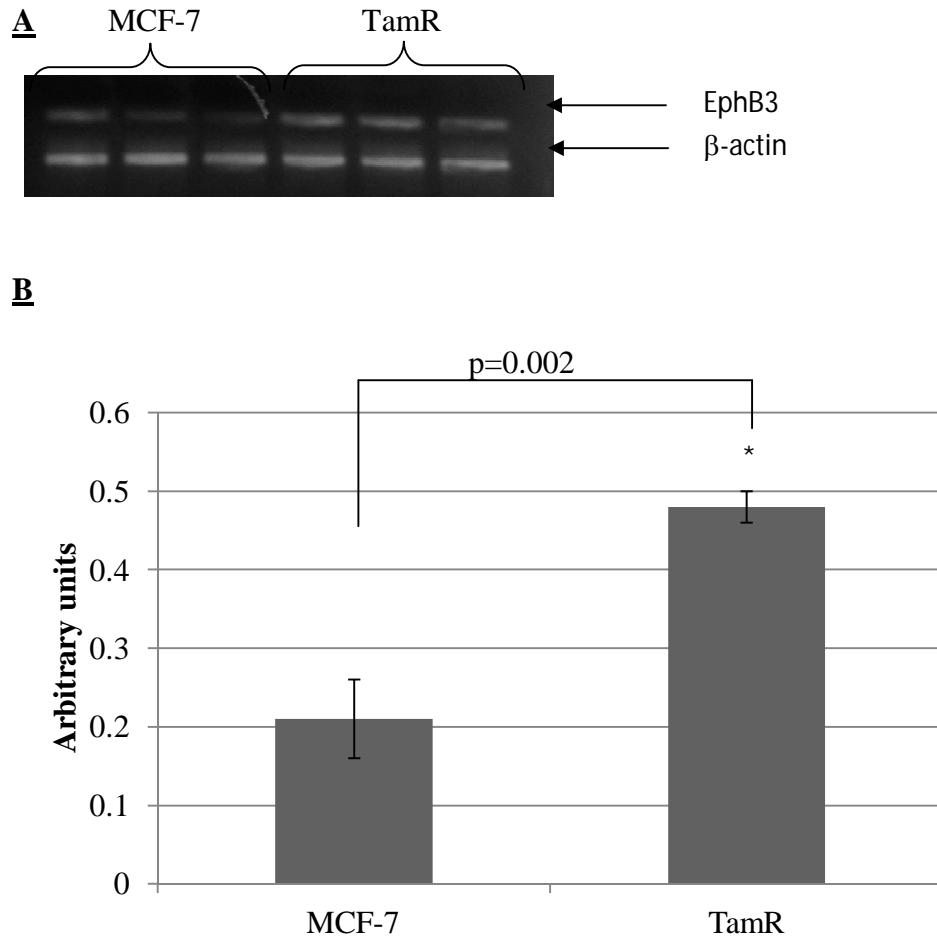 A
MCF-7 TamR
EphB3
β-actin
B
p=0.002
*
0.6
0.5
0.4
0.3
0.2
0.1
0
Arbitrary units
MCF-7 TamR